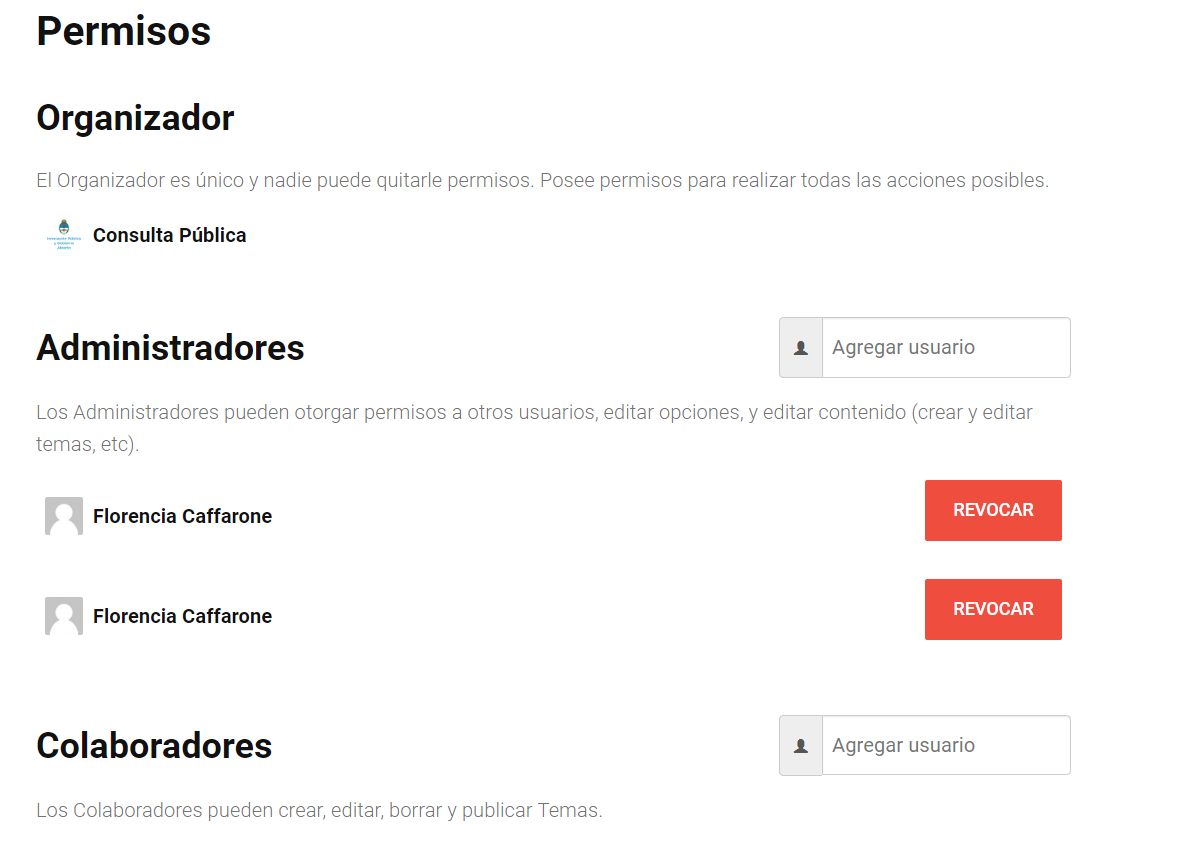 Permisos
Organizador
El Organizador es único y nadie puede quitarle permisos. Posee permisos para realizar todas las acciones posibles.
Consulta Pública
Administradores
Agregar usuario
Los Administradores pueden otorgar permisos a otros usuarios, editar opciones, y editar contenido (crear y editar
temas, etc).
Florencia Caffarone
REVOCAR
Florencia Caffarone
REVOCAR
Colaboradores
Agregar usuario
Los Colaboradores pueden crear, editar, borrar y publicar Temas.